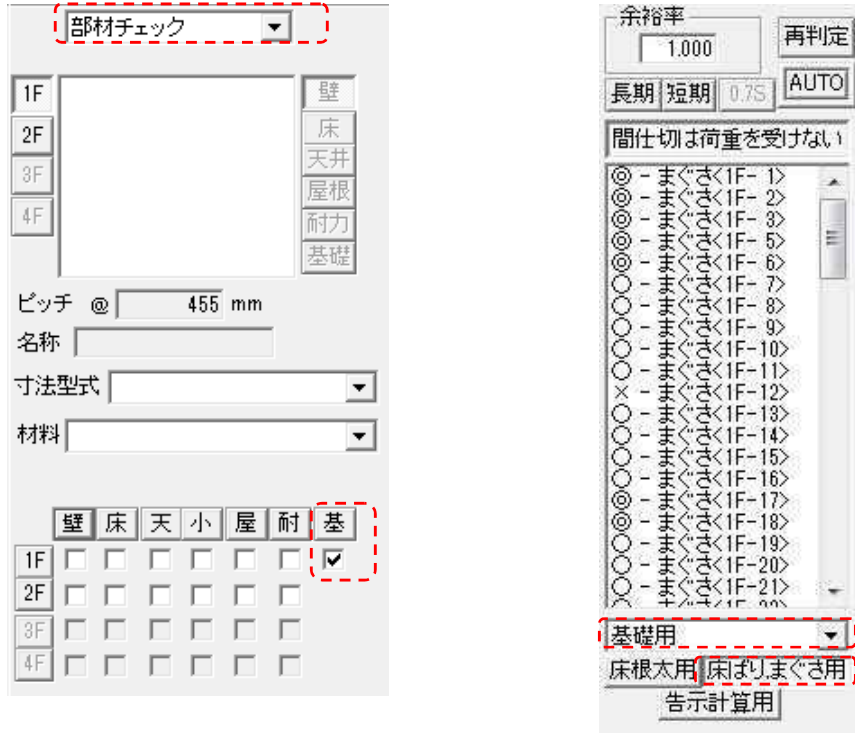 部材チェック
1F
2F
3F
4F
壁
床
天井
屋根
耐力
基礎
ピッチ @ 455 mm
名称
寸法型式
材料
壁 床 天 小 屋 耐 基
1F
2F
3F
4F
余裕率
1.000
再判定
長期 短期 0.7S AUTO
間仕切は荷重を受けない
◎ - まぐさ<1F- 1>
◎ - まぐさ<1F- 2>
◎ - まぐさ<1F- 3>
◎ - まぐさ<1F- 5>
◎ - まぐさ<1F- 6>
○ - まぐさ<1F- 7>
○ - まぐさ<1F- 8>
○ - まぐさ<1F- 9>
○ - まぐさ<1F-10>
○ - まぐさ<1F-11>
× - まぐさ<1F-12>
○ - まぐさ<1F-13>
○ - まぐさ<1F-14>
○ - まぐさ<1F-15>
○ - まぐさ<1F-16>
◎ - まぐさ<1F-17>
◎ - まぐさ<1F-18>
○ - まぐさ<1F-19>
○ - まぐさ<1F-20>
○ - まぐさ<1F-21>
基礎用
床根太用 床ばり,まぐさ用
告示計算用